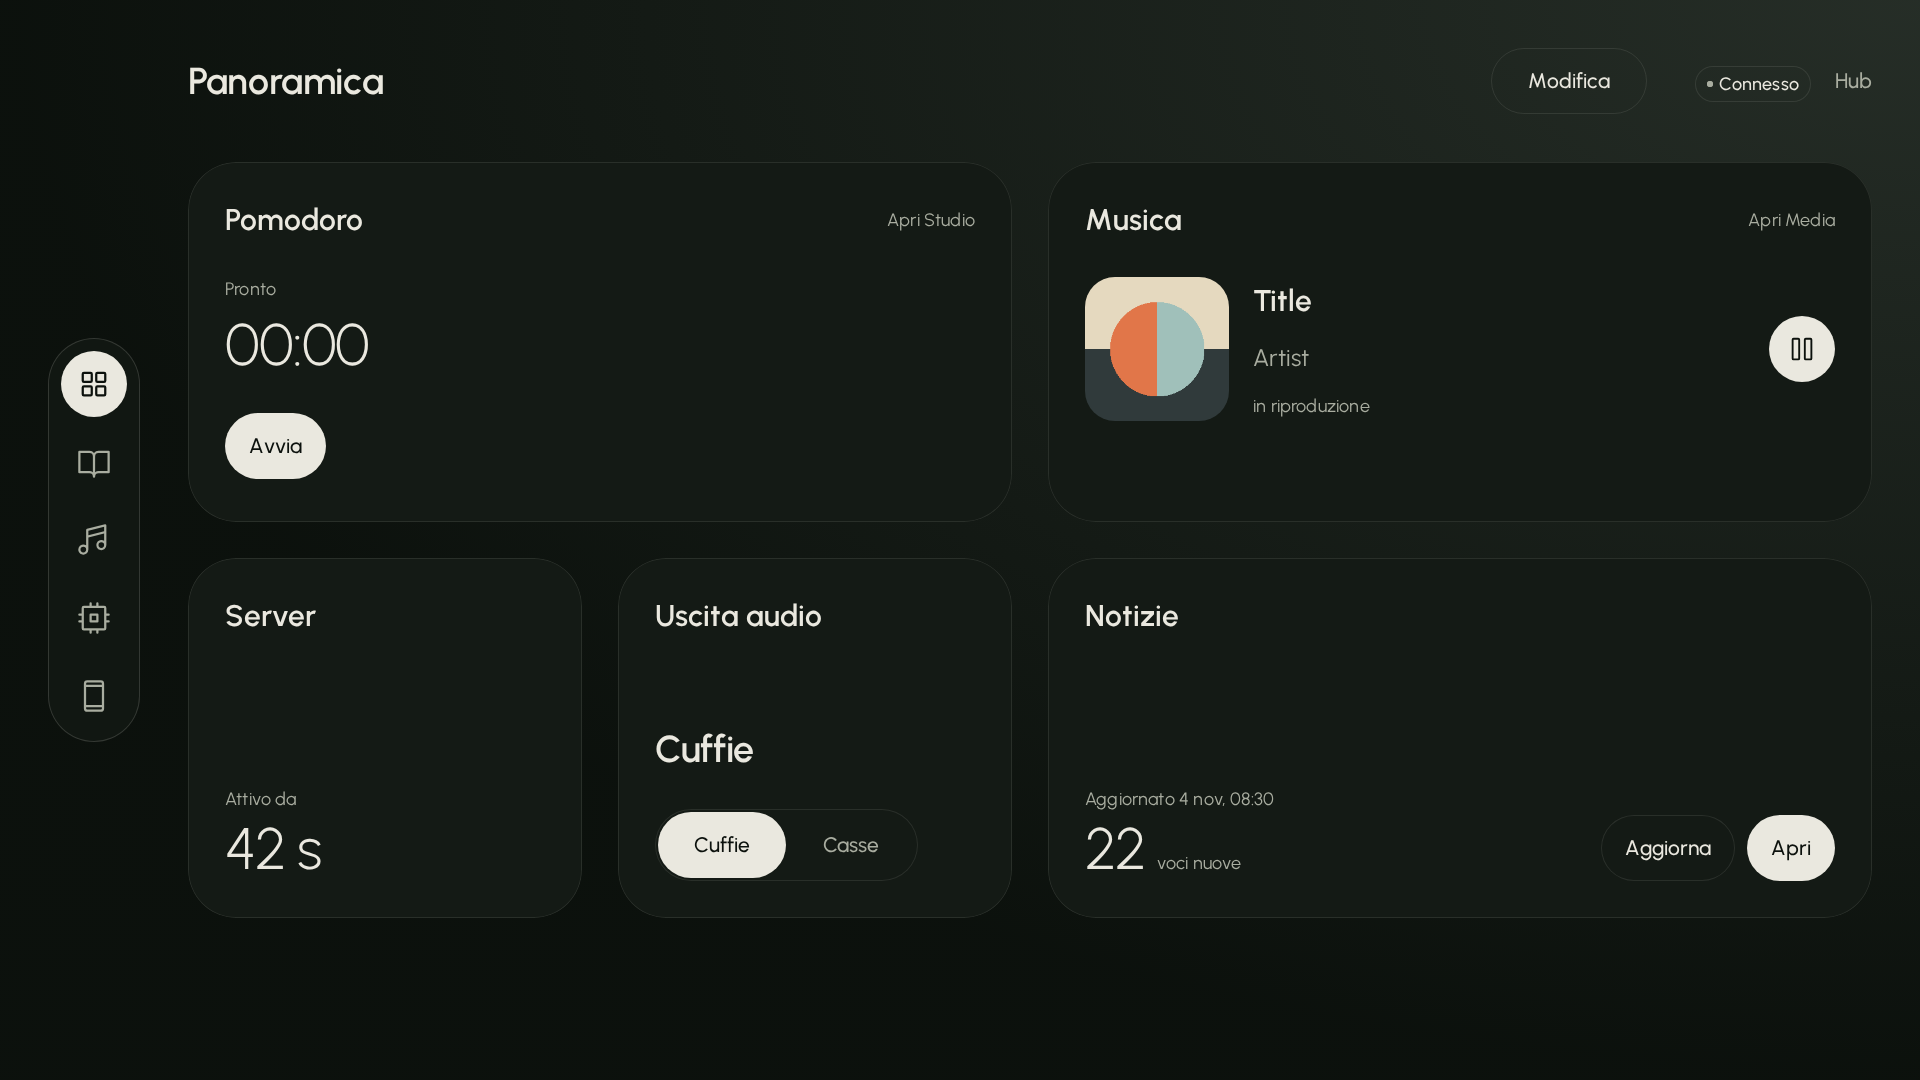 Panoramica
Modifica
Connesso
Hub
Pomodoro
Apri Studio
Pronto
00:00
Avvia
Musica
Apri Media
Title
Artist
in riproduzione
Server
Attivo da
42 s
Uscita audio
Cuffie
Cuffie
Casse
Notizie
Aggiornato 4 nov, 08:30
22 voci nuove
Aggiorna
Apri